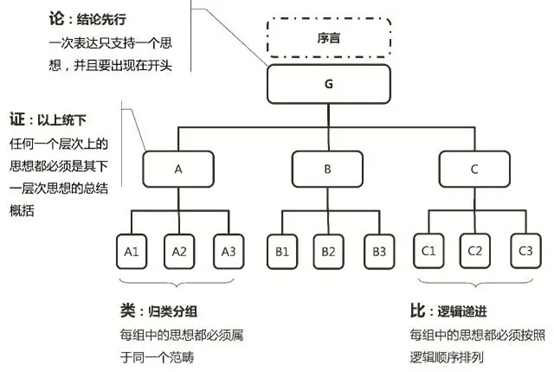 论：结论先行
一次表达只支持一个思
想，并且要出现在开头
序言
G
证：以上统下
任何一个层次上的
思想都必须是其下
一层次思想的总结
概括
A
B
C
A1
A2
A3
B1
B2
B3
C1
C2
C3
类：归类分组
每组中的思想都必须属
于同一个范畴
比：逻辑递进
每组中的思想都必须按照
逻辑顺序排列